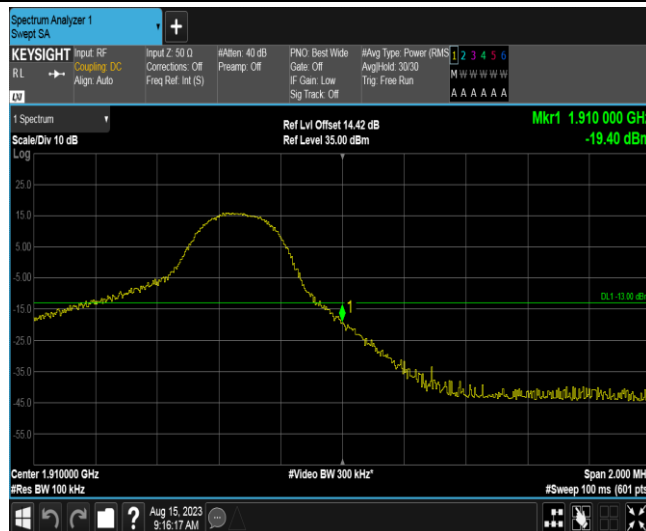 Spectrum Analyzer 1
Swept SA
+
KEYSIGHT
RL
LXI
Input: RF
Coupling: DC
Align: Auto
Input Z: 50 Ω
Corrections: Off
Freq Ref: Int (S)
#Atten: 40 dB
Preamp: Off
PNO: Best Wide
Gate: Off
IF Gain: Low
Sig Track: Off
#Avg Type: Power (RMS
Avg|Hold: 30/30
Trig: Free Run
1 2 3 4 5 6
M W W W W W
A A A A A A
1 Spectrum
Scale/Div 10 dB
Ref Lvl Offset 14.42 dB
Ref Level 35.00 dBm
Mkr1 1.910 000 GHz
-19.40 dBm
Log
25.0
15.0
5.00
-5.00
-15.0
-25.0
-35.0
-45.0
-55.0
DL1 -13.00 dBm
1
Center 1.910000 GHz
#Res BW 100 kHz
#Video BW 300 kHz*
Span 2.000 MH
#Sweep 100 ms (601 pts
?
Aug 15, 2023
9:16:17 AM